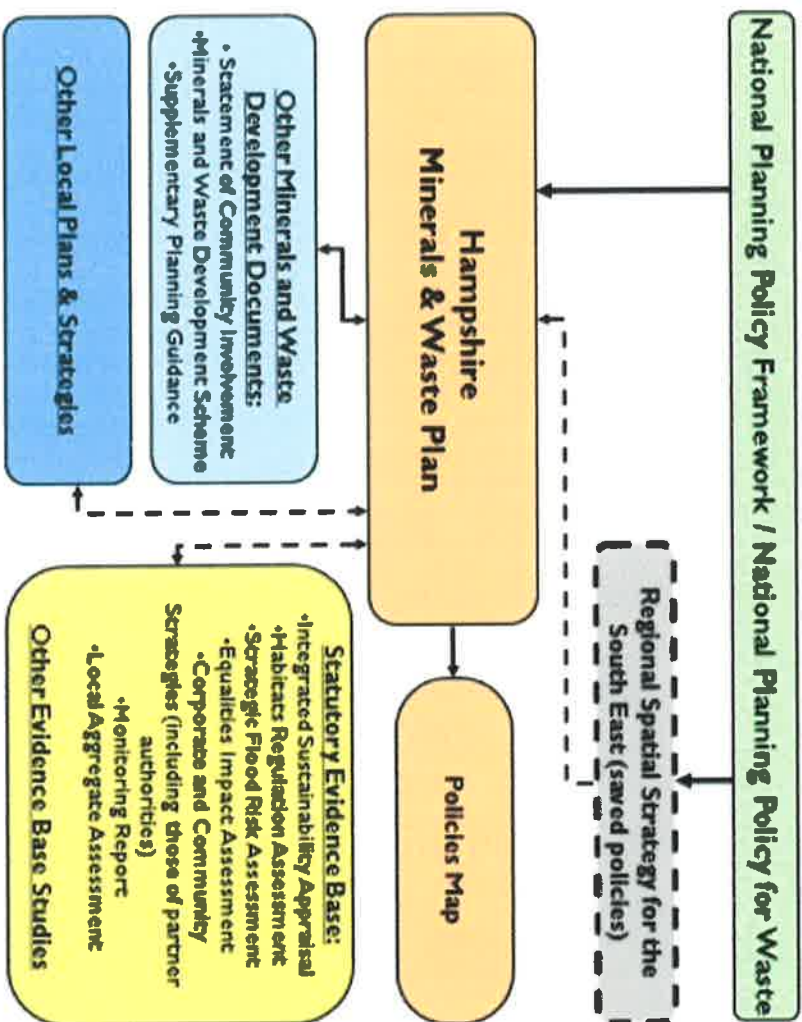 National Planning Policy Framework / National Planning Policy for Waste
Regional Spatial Strategy for the
South East (saved policies)
Hampshire
Minerals & Waste Plan
Policies Map
Other Minerals and Waste
Development Documents:
• Statement of Community Involvement
•Minerals and Waste Development Scheme
•Supplementary Planning Guidance
Statutory Evidence Base:
•Integrated Sustainability Appraisal
•Habitats Regulation Assessment
•Strategic Flood Risk Assessment
•Equalities Impact Assessment
•Corporate and Community
Strategies (including those of partner
authorities)
•Monitoring Report
•Local Aggregate Assessment
Other Evidence Base Studies
Other Local Plans & Strategies